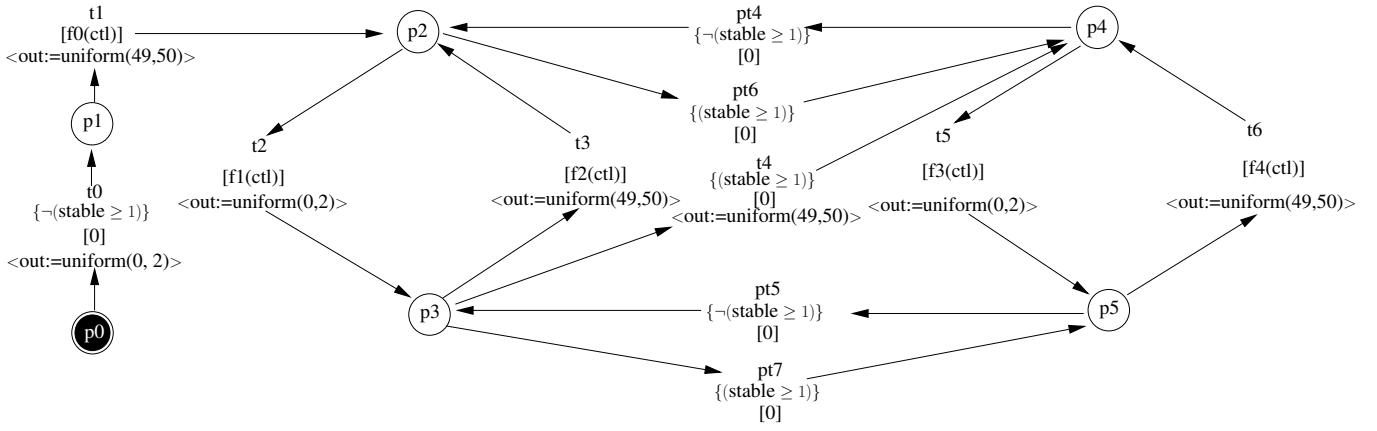 t1
[f0(ctl)]
<out:=uniform(49,50)>
p1
t0
{¬(stable ≥ 1)}
[0]
<out:=uniform(0, 2)>
p0
p2
t2
[f1(ctl)]
<out:=uniform(0,2)>
t3
[f2(ctl)]
<out:=uniform(49,50)>
p3
pt4
{¬(stable ≥ 1)}
[0]
pt6
{(stable ≥ 1)}
[0]
t4
{(stable ≥ 1)}
[0]
<out:=uniform(49,50)>
pt5
{¬(stable ≥ 1)}
[0]
pt7
{(stable ≥ 1)}
[0]
p4
t5
[f3(ctl)]
<out:=uniform(0,2)>
t6
[f4(ctl)]
<out:=uniform(49,50)>
p5